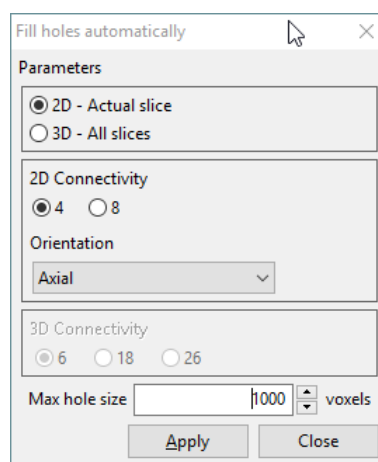 Fill holes automatically
Parameters
2D - Actual slice
3D - All slices
2D Connectivity
4 8
Orientation
Axial
3D Connectivity
6 18 26
Max hole size 1000 voxels
Apply Close